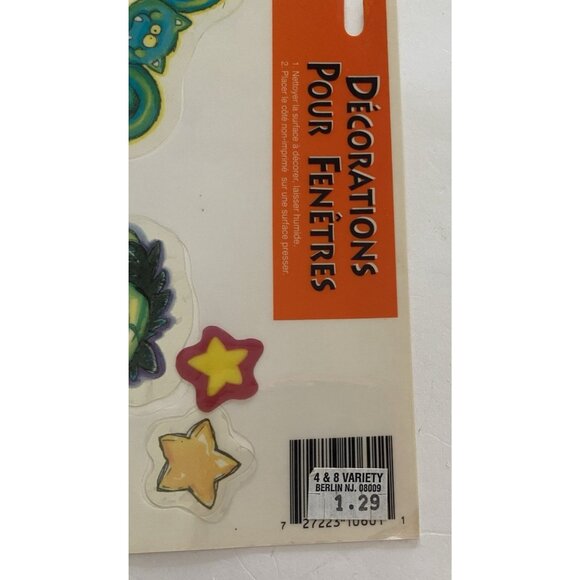 DÉCORATIONS
POUR FENÊTRES
1. Nettoyer la surface à décorer, laisser humide.
2. Placer le côté non-imprimé sur une surface presser.
4 & 8 VARIETY
BERLIN NJ. 08009
1.29
7 27223 10601 1